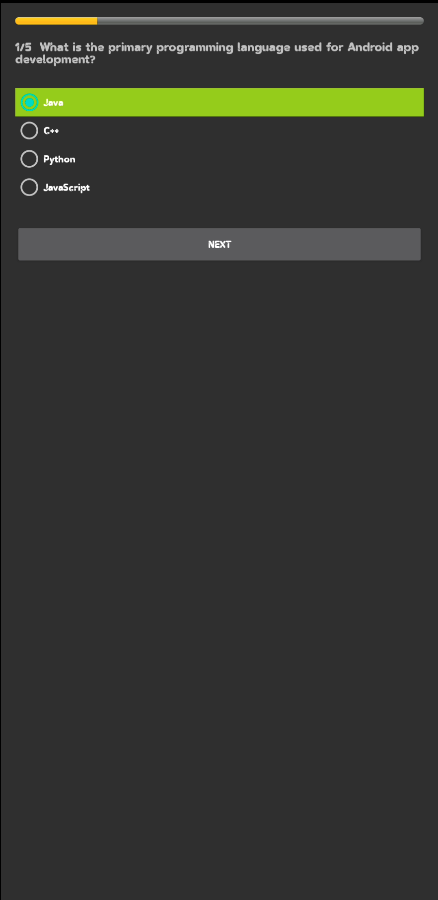 1/5 What is the primary programming language used for Android app
development?
Java
C++
Python
JavaScript
NEXT